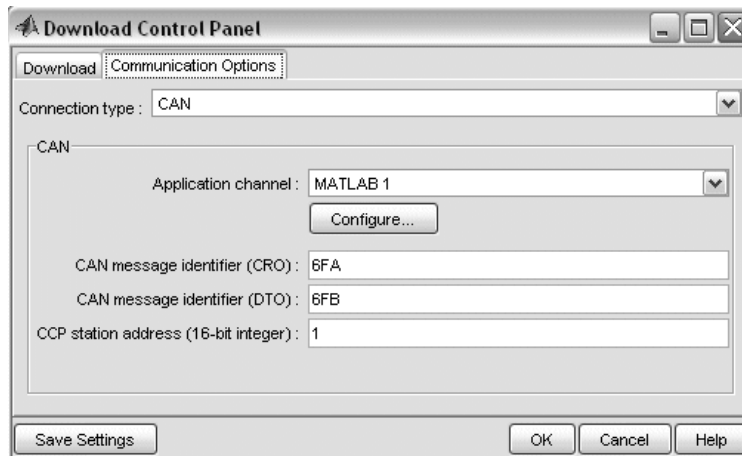 Download Control Panel
Download Communication Options
Connection type : CAN
CAN
Application channel : MATLAB 1
Configure...
CAN message identifier (CRO) : 6FA
CAN message identifier (DTO) : 6FB
CCP station address (16-bit integer) : 1
Save Settings OK Cancel Help